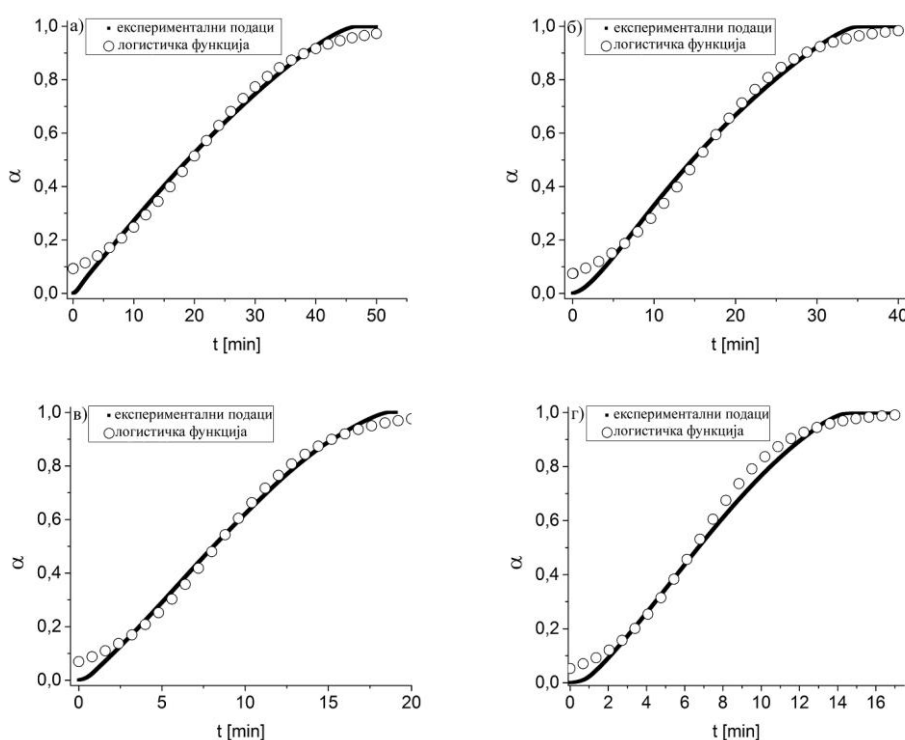 а)
експериментални подаци
логистичка функција
1,0
0,8
0,6
0,4
0,2
0,0
α
0 10 20 30 40 50
t [min]
б)
експериментални подаци
логистичка функција
1,0
0,8
0,6
0,4
0,2
0,0
α
0 10 20 30 40
t [min]
в)
експериментални подаци
логистичка функција
1,0
0,8
0,6
0,4
0,2
0,0
α
0 5 10 15 20
t [min]
г)
експериментални подаци
логистичка функција
1,0
0,8
0,6
0,4
0,2
0,0
α
0 2 4 6 8 10 12 14 16
t [min]